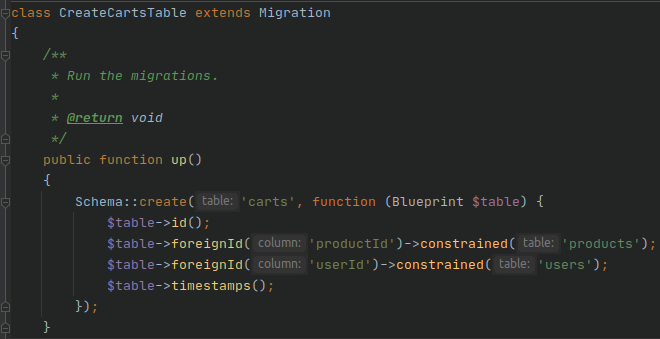 class CreateCartsTable extends Migration
{
/**
* Run the migrations.
*
* @return void
*/
public function up()
{
Schema::create( table: 'carts', function (Blueprint $table) {
$table->id();
$table->foreignId( column: 'productId')->constrained( table: 'products');
$table->foreignId( column: 'userId')->constrained( table: 'users');
$table->timestamps();
});
}